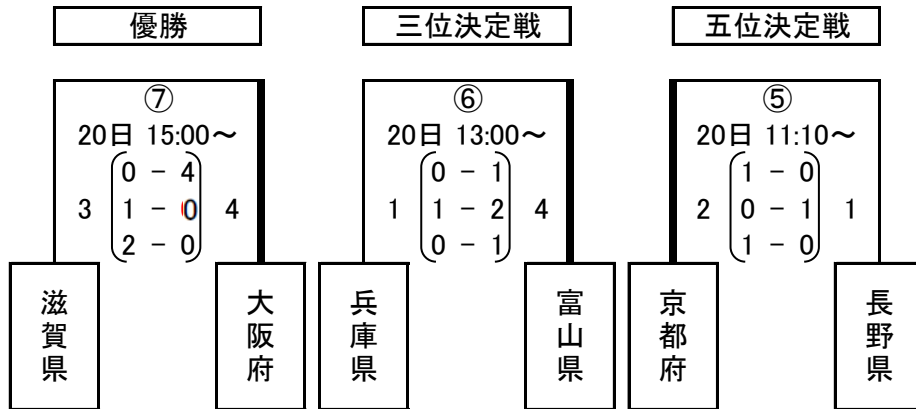 優勝
⑦
20日 15:00～
0 - 4
3 1 - 0 4
2 - 0
滋賀県
大阪府
三位決定戦
⑥
20日 13:00～
0 - 1
1 1 - 2 4
0 - 1
兵庫県
富山県
五位決定戦
⑤
20日 11:10～
1 - 0
2 0 - 1 1
1 - 0
京都府
長野県